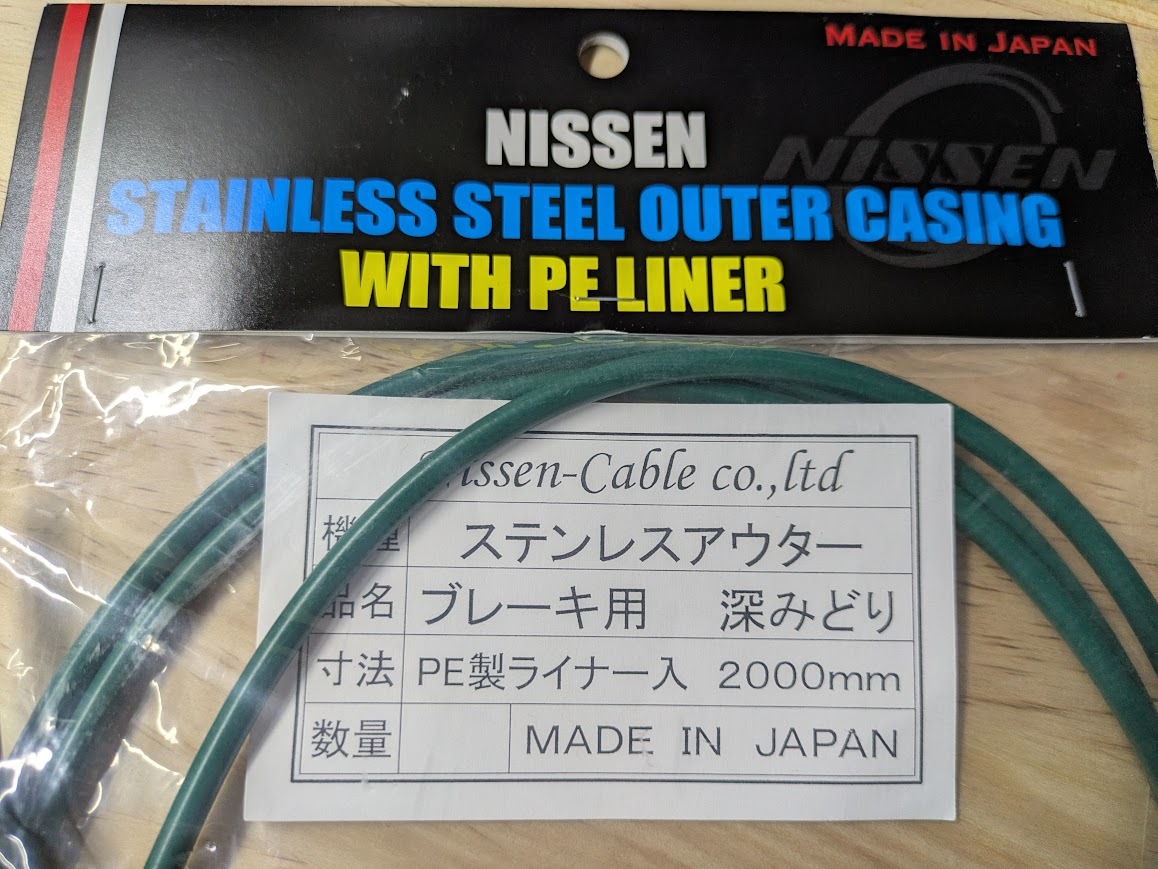 MADE IN JAPAN
NISSEN
NISSEN
STAINLESS STEEL OUTER CASING
WITH PE LINER
Nissen-Cable co.,ltd
機種 ステンレスアウター
品名 ブレーキ用 深みどり
寸法 PE製ライナー入 2000mm
数量 MADE IN JAPAN